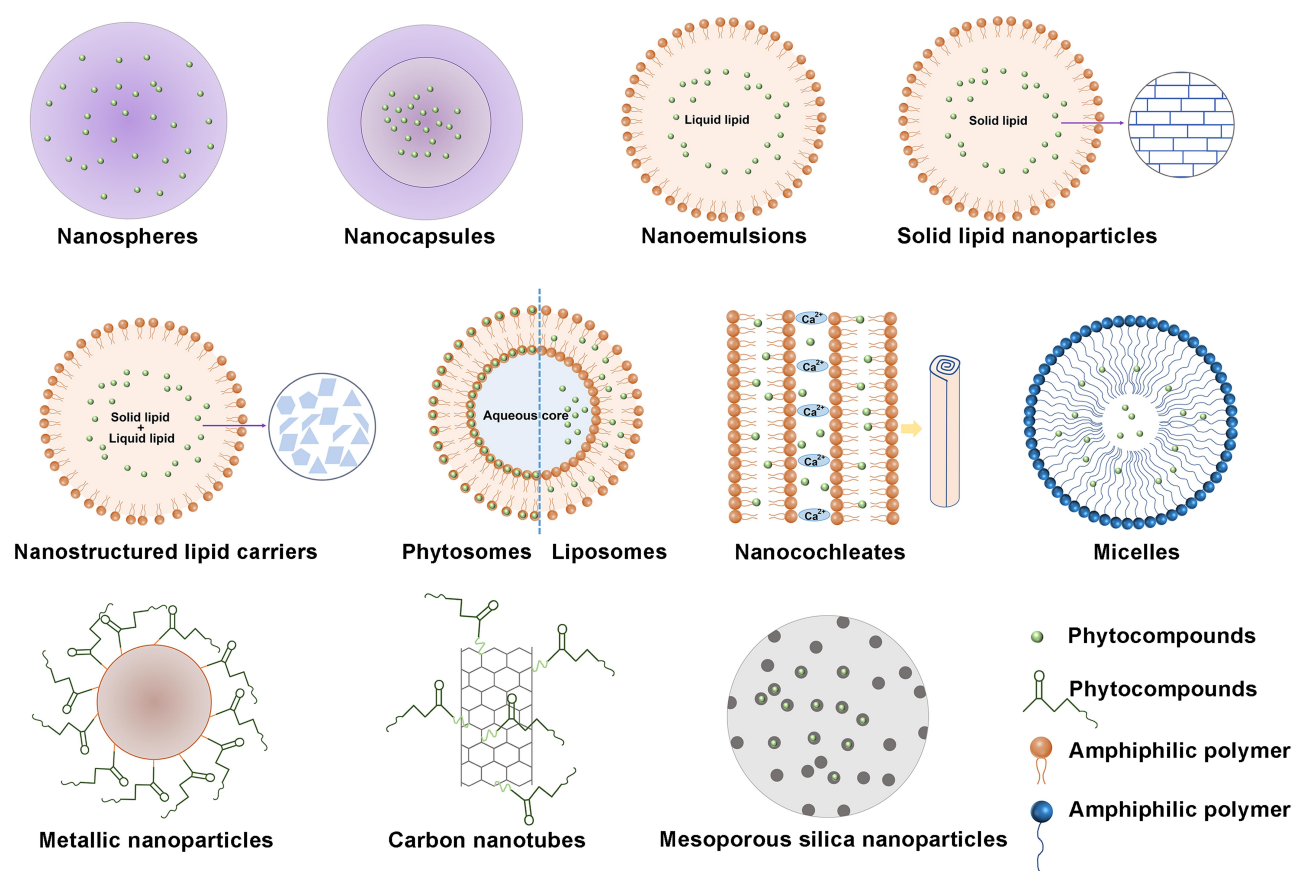 Liquid lipid
Solid lipid
Nanospheres
Nanocapsules
Nanoemulsions
Solid lipid nanoparticles
Solid lipid
+
Liquid lipid
Aqueous core
Ca2+
Ca2+
Ca2+
Ca2+
Ca2+
Nanostructured lipid carriers
Phytosomes
Liposomes
Nanocochleates
Micelles
Phytocompounds
Phytocompounds
Amphiphilic polymer
Amphiphilic polymer
Metallic nanoparticles
Carbon nanotubes
Mesoporous silica nanoparticles